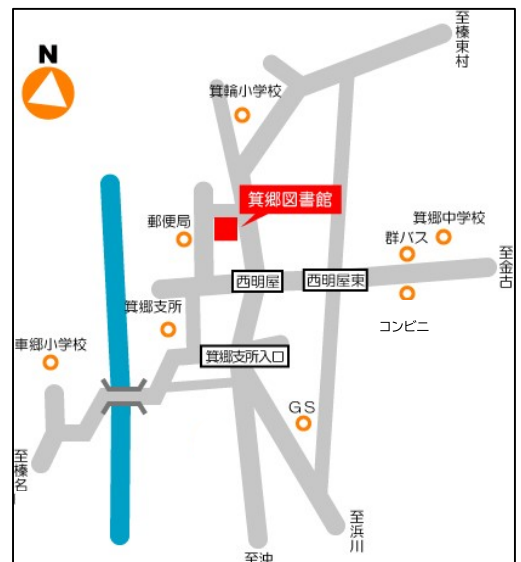 N
至榛東村
箕輪小学校
箕郷図書館
郵便局
箕郷中学校
群バス
至金古
西明屋
西明屋東
コンビニ
箕郷支所
車郷小学校
箕郷支所入口
GS
至榛名
至浜川
至沖